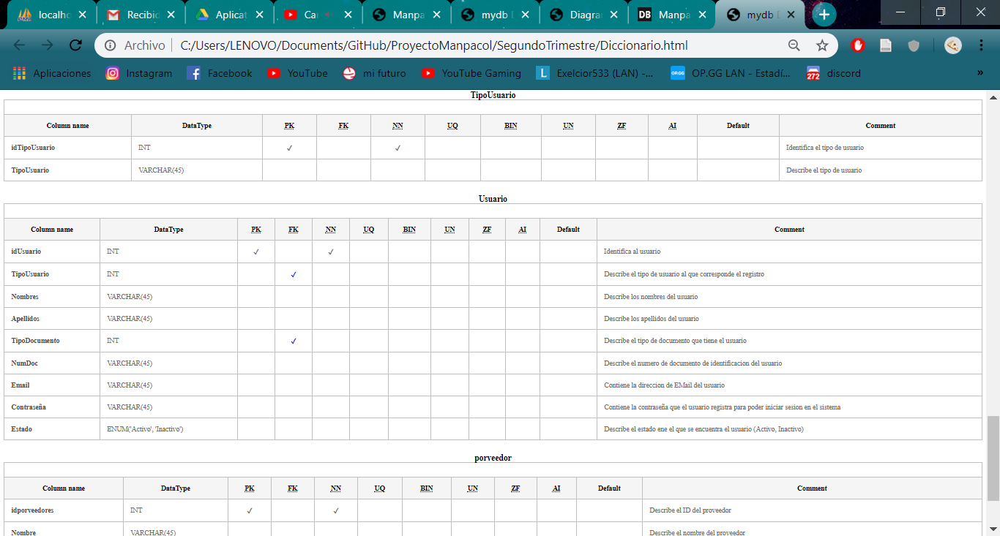 localho Recibid Aplicat Ca Manpa mydb D Diagra DB Manpa mydb D
Archivo C:/Users/LENOVO/Documents/GitHub/ProyectoManpacol/SegundoTrimestre/Diccionario.html
Aplicaciones Instagram Facebook YouTube mi futuro YouTube Gaming L Exelcior533 (LAN) -... OP.GG OP.GG LAN - Estadí... 272 discord »
TipoUsuario
Column name DataType PK FK NN UQ BIN UN ZF AI Default Comment
idTipoUsuario INT ✓ ✓ Identifica el tipo de usuario
TipoUsuario VARCHAR(45) Describe el tipo de usuario
Usuario
Column name DataType PK FK NN UQ BIN UN ZF AI Default Comment
idUsuario INT ✓ ✓ Identifica al usuario
TipoUsuario INT ✓ Describe el tipo de usuario al que corresponde el registro
Nombres VARCHAR(45) Describe los nombres del usuario
Apellidos VARCHAR(45) Describe los apellidos del usuario
TipoDocumento INT ✓ Describe el tipo de documento que tiene el usuario
NumDoc VARCHAR(45) Describe el numero de documento de identificacion del usuario
Email VARCHAR(45) Contiene la direccion de EMail del usuario
Contraseña VARCHAR(45) Contiene la contraseña que el usuario registra para poder iniciar sesion en el sistema
Estado ENUM('Activo', 'Inactivo') Describe el estado ene el que se encuentra el usuario (Activo, Inactivo)
porveedor
Column name DataType PK FK NN UQ BIN UN ZF AI Default Comment
idporveedores INT ✓ ✓ Describe el ID del proveedor
Nombre VARCHAR(45) Describe el nombre del proveedor